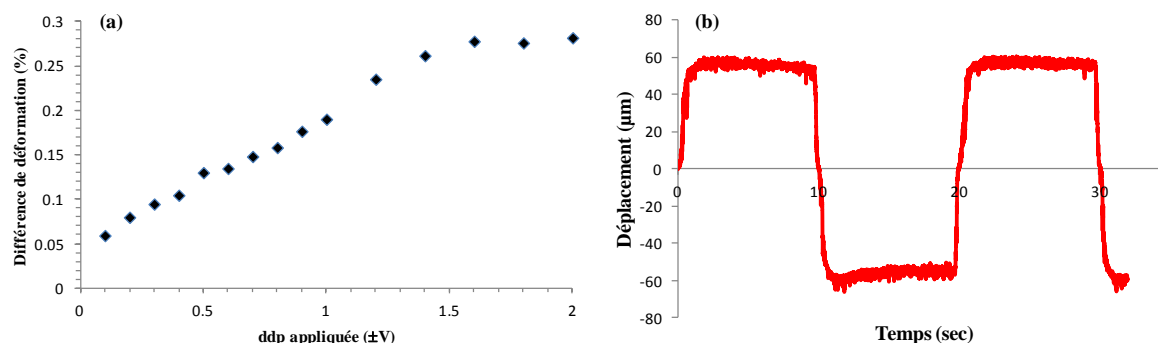 (a)
Différence de déformation (%)
0.3
0.25
0.2
0.15
0.1
0.05
0
0 0.5 1 1.5 2
ddp appliquée (±V)
(b)
Déplacement (µm)
80
60
40
20
0
-20
-40
-60
-80
0 10 20 30
Temps (sec)